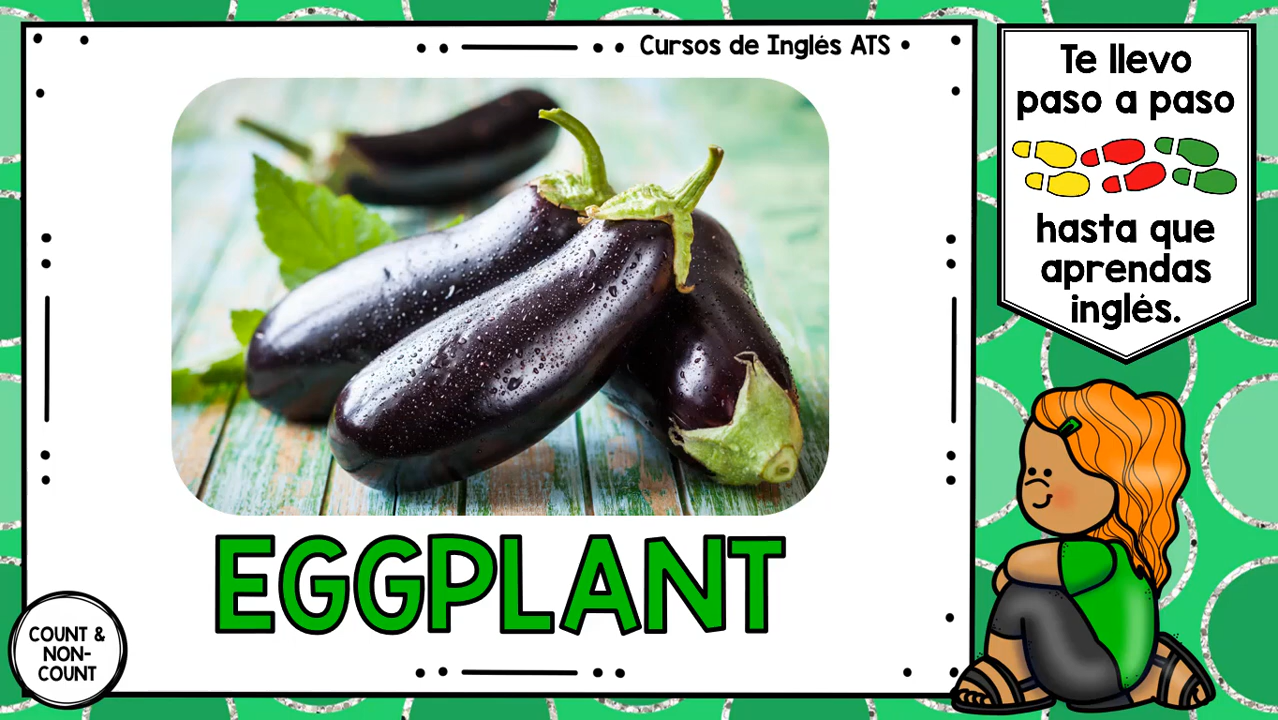 Cursos de Inglés ATS
Te llevo
paso a paso
hasta que
aprendas
inglés.
EGGPLANT
COUNT &
NON-
COUNT